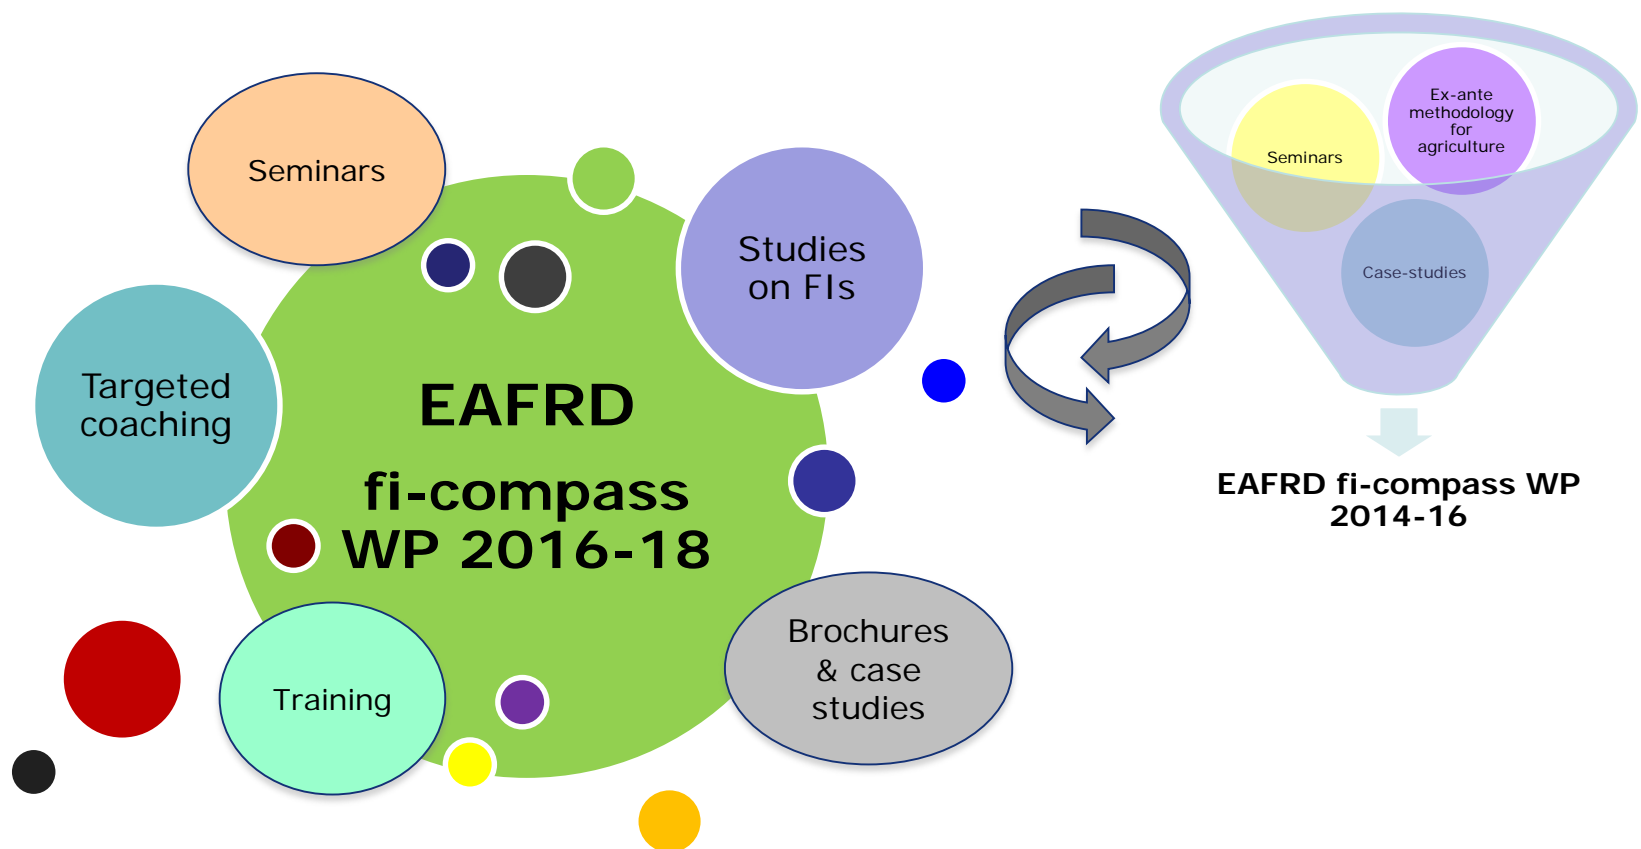 Seminars
Studies
on FIs
Targeted
coaching
EAFRD
fi-compass
WP 2016-18
Training
Brochures
& case
studies
Seminars
Ex-ante
methodology
for
agriculture
Case-studies
EAFRD fi-compass WP
2014-16